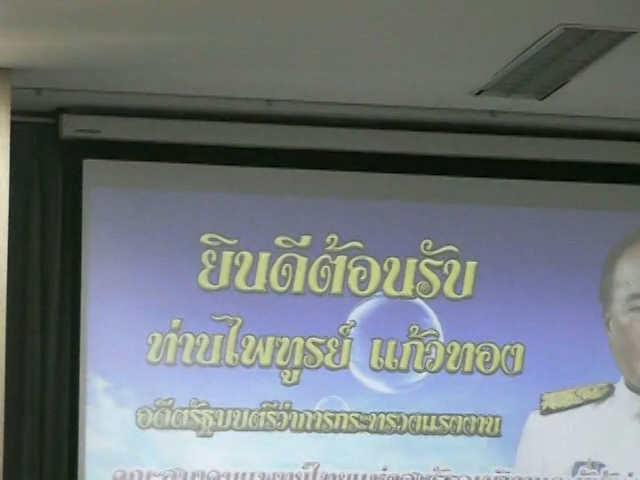 ยินดีต้อนรับ
ท่านไพฑูรย์ แก้วทอง
อดีตรัฐมนตรีว่าการกระทรวงแรงงาน